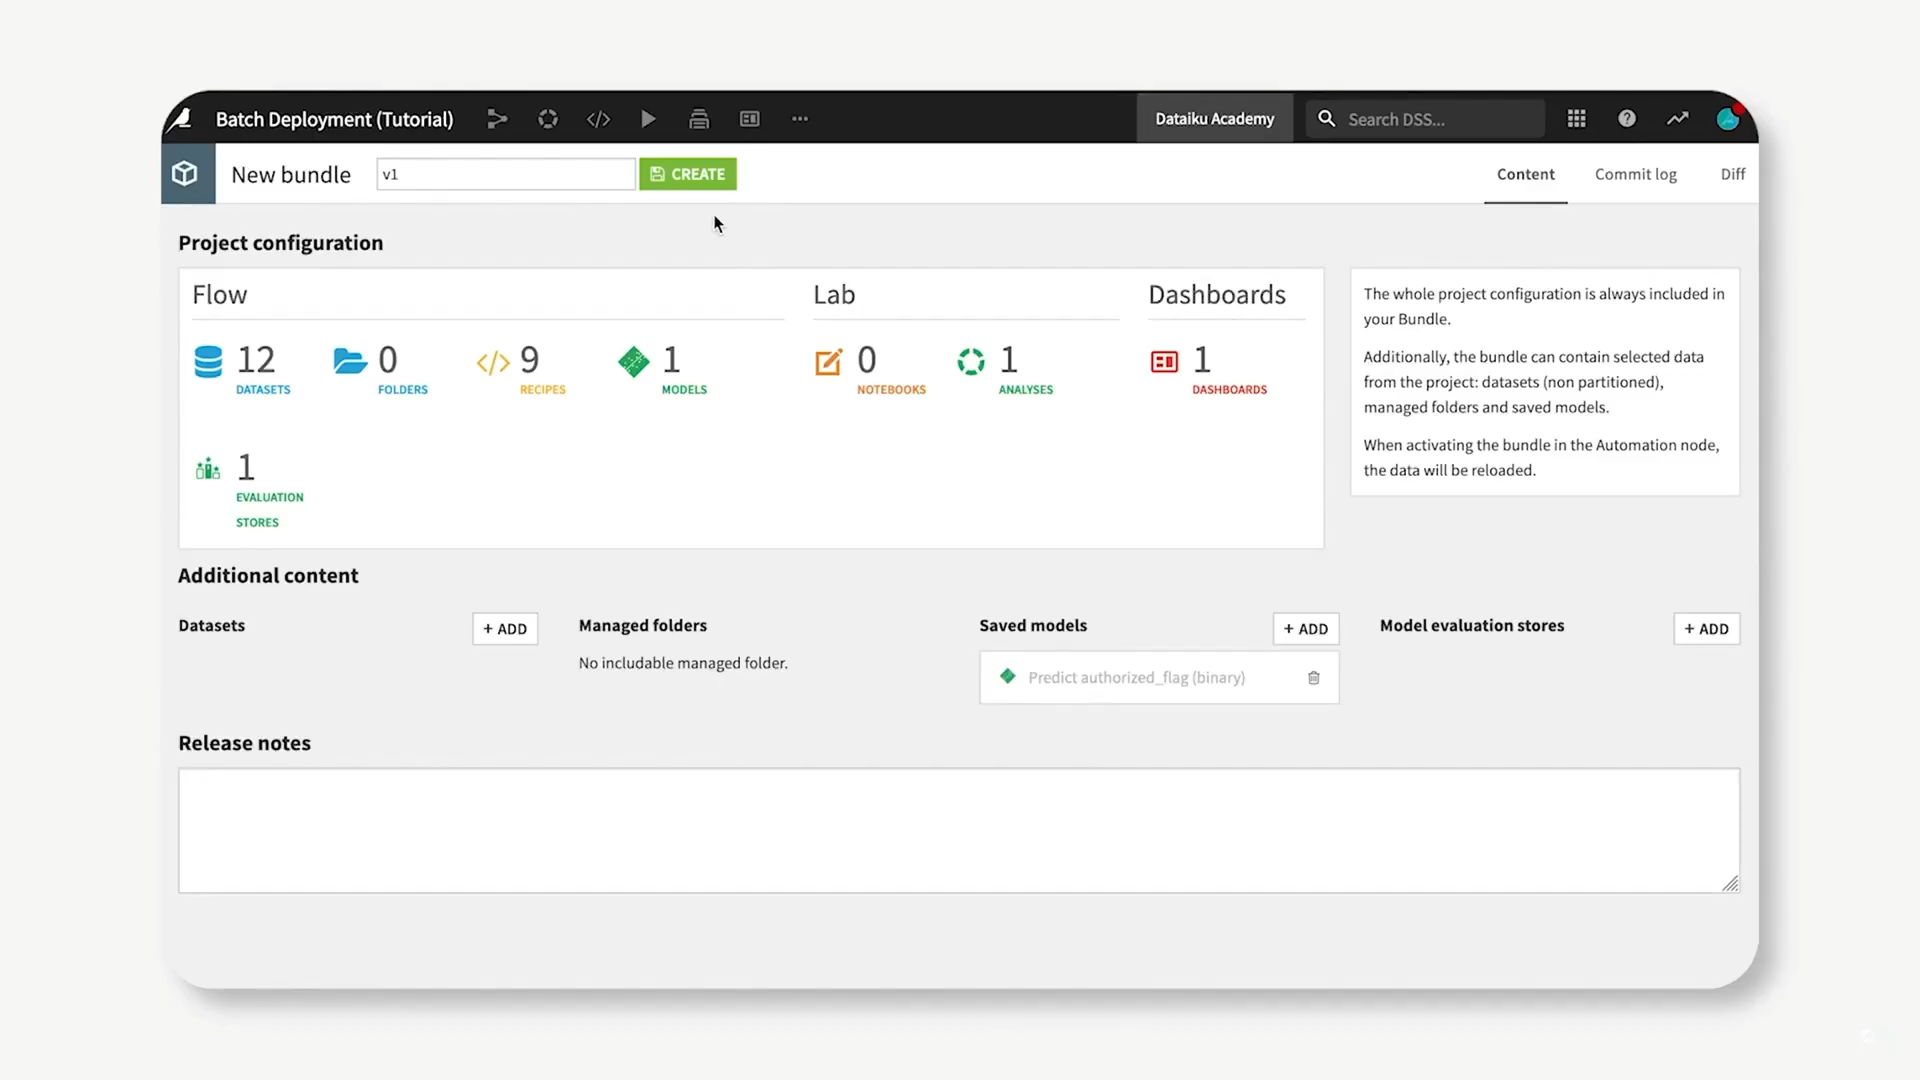 Batch Deployment (Tutorial)
Dataiku Academy
Search DSS...
New bundle
v1
CREATE
Content
Commit log
Diff
Project configuration
Flow
Lab
Dashboards
12
DATASETS
0
FOLDERS
9
RECIPES
1
MODELS
0
NOTEBOOKS
1
ANALYSES
1
DASHBOARDS
1
EVALUATION
STORES
The whole project configuration is always included in
your Bundle.
Additionally, the bundle can contain selected data
from the project: datasets (non partitioned),
managed folders and saved models.
When activating the bundle in the Automation node,
the data will be reloaded.
Additional content
Datasets
+ ADD
Managed folders
No includable managed folder.
Saved models
+ ADD
Predict authorized_flag (binary)
Model evaluation stores
+ ADD
Release notes